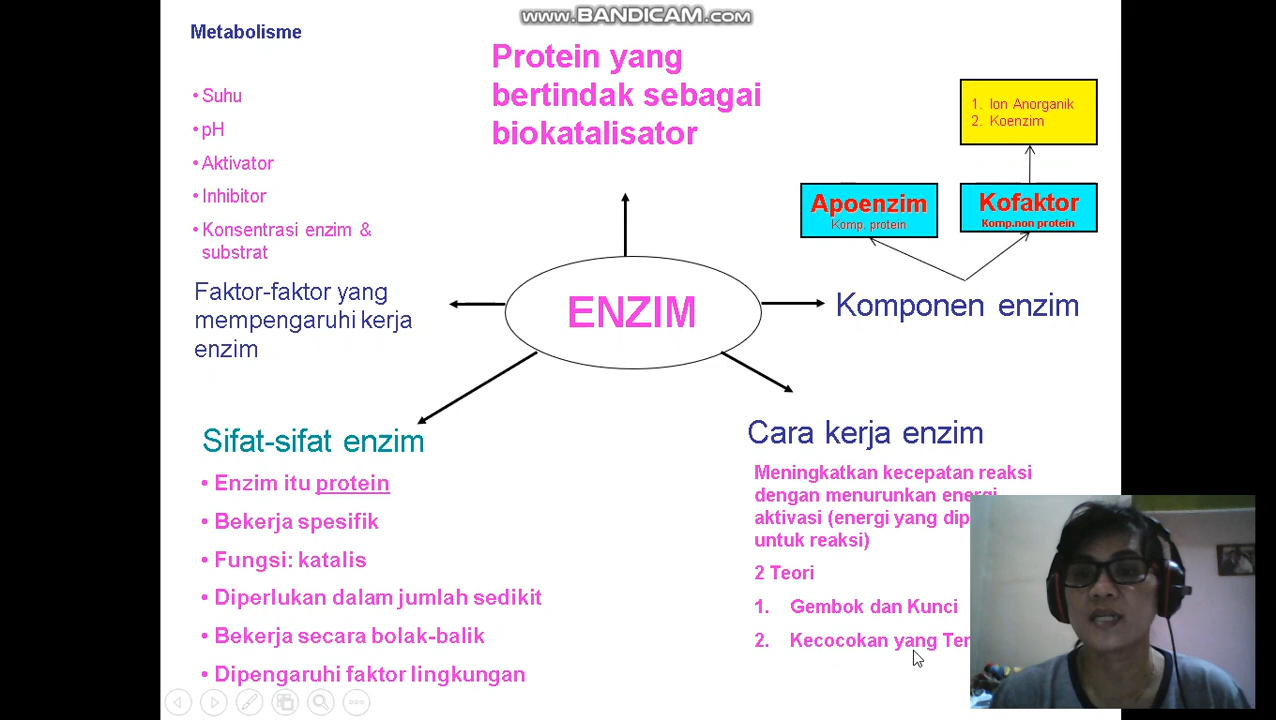 www.BANDICAM.com
Metabolisme
Protein yang
bertindak sebagai
biokatalisator
• Suhu
• pH
• Aktivator
• Inhibitor
• Konsentrasi enzim &
substrat
Faktor-faktor yang
mempengaruhi kerja
enzim
1. Ion Anorganik
2. Koenzim
Apoenzim
Komp. protein
Kofaktor
Komp.non protein
ENZIM
Komponen enzim
Sifat-sifat enzim
• Enzim itu protein
• Bekerja spesifik
• Fungsi: katalis
• Diperlukan dalam jumlah sedikit
• Bekerja secara bolak-balik
• Dipengaruhi faktor lingkungan
Cara kerja enzim
Meningkatkan kecepatan reaksi
dengan menurunkan energi
aktivasi (energi yang
untuk reaksi)
2 Teori
1. Gembok dan Kunci
2. Kecocokan yang